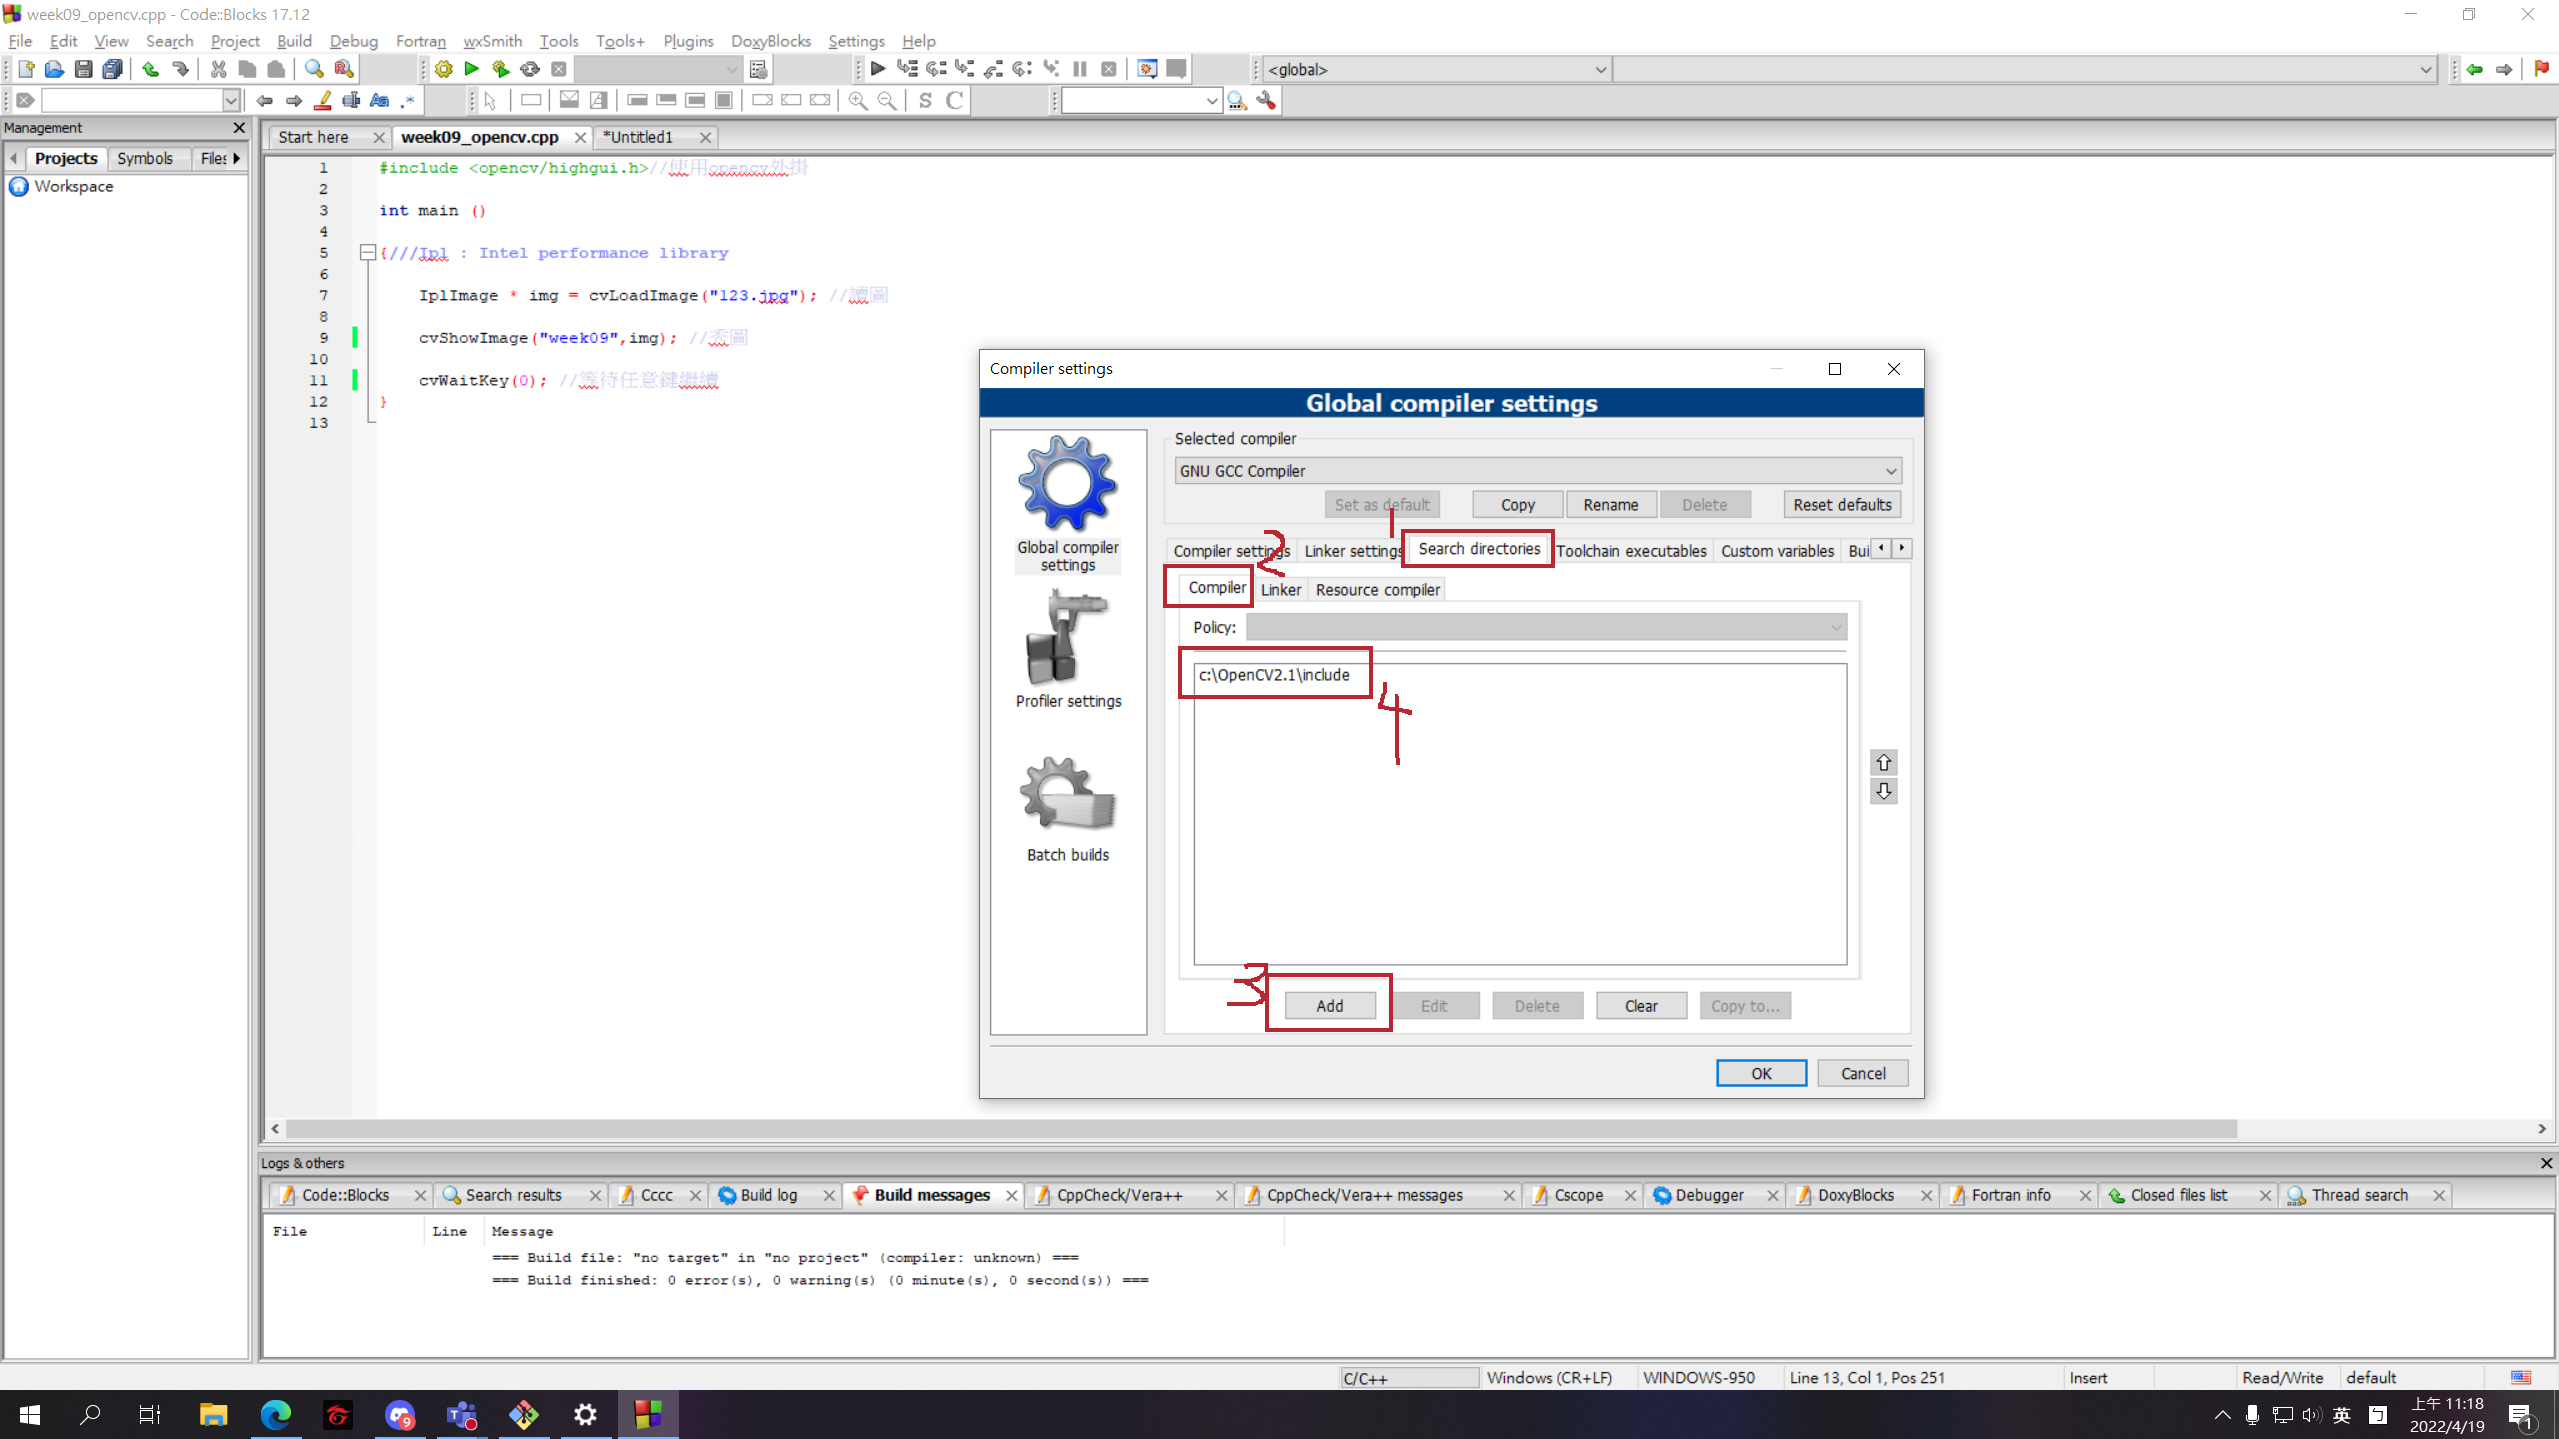 week09_opencv.cpp - Code::Blocks 17.12
File Edit View Search Project Build Debug Fortran wxSmith Tools Tools+ Plugins DoxyBlocks Settings Help
<global>
S C
Management
Start here week09_opencv.cpp *Untitled1
Projects Symbols Files
Workspace
1 #include <opencv/highgui.h>//使用opencv外掛
2
3 int main ()
4
5 {///Ipl : Intel performance library
6
7 IplImage * img = cvLoadImage("123.jpg"); //讀圖
8
9 cvShowImage("week09",img); //秀圖
10
11 cvWaitKey(0); //等待任意鍵繼續
12 }
13
Compiler settings
Global compiler settings
Selected compiler
GNU GCC Compiler
Set as default Copy Rename Delete Reset defaults
1
2
Compiler settings Linker settings Search directories Toolchain executables Custom variables Bui
Compiler Linker Resource compiler
Policy:
c:\OpenCV2.1\include
4
Global compiler settings
Profiler settings
Batch builds
3
Add Edit Delete Clear Copy to...
OK Cancel
Logs & others
Code::Blocks Search results Cccc Build log Build messages CppCheck/Vera++ CppCheck/Vera++ messages Cscope Debugger DoxyBlocks Fortran info Closed files list Thread search
File Line Message
=== Build file: "no target" in "no project" (compiler: unknown) ===
=== Build finished: 0 error(s), 0 warning(s) (0 minute(s), 0 second(s)) ===
C/C++ Windows (CR+LF) WINDOWS-950 Line 13, Col 1, Pos 251 Insert Read/Write default
9
英 ㄅ
上午 11:18
2022/4/19
1